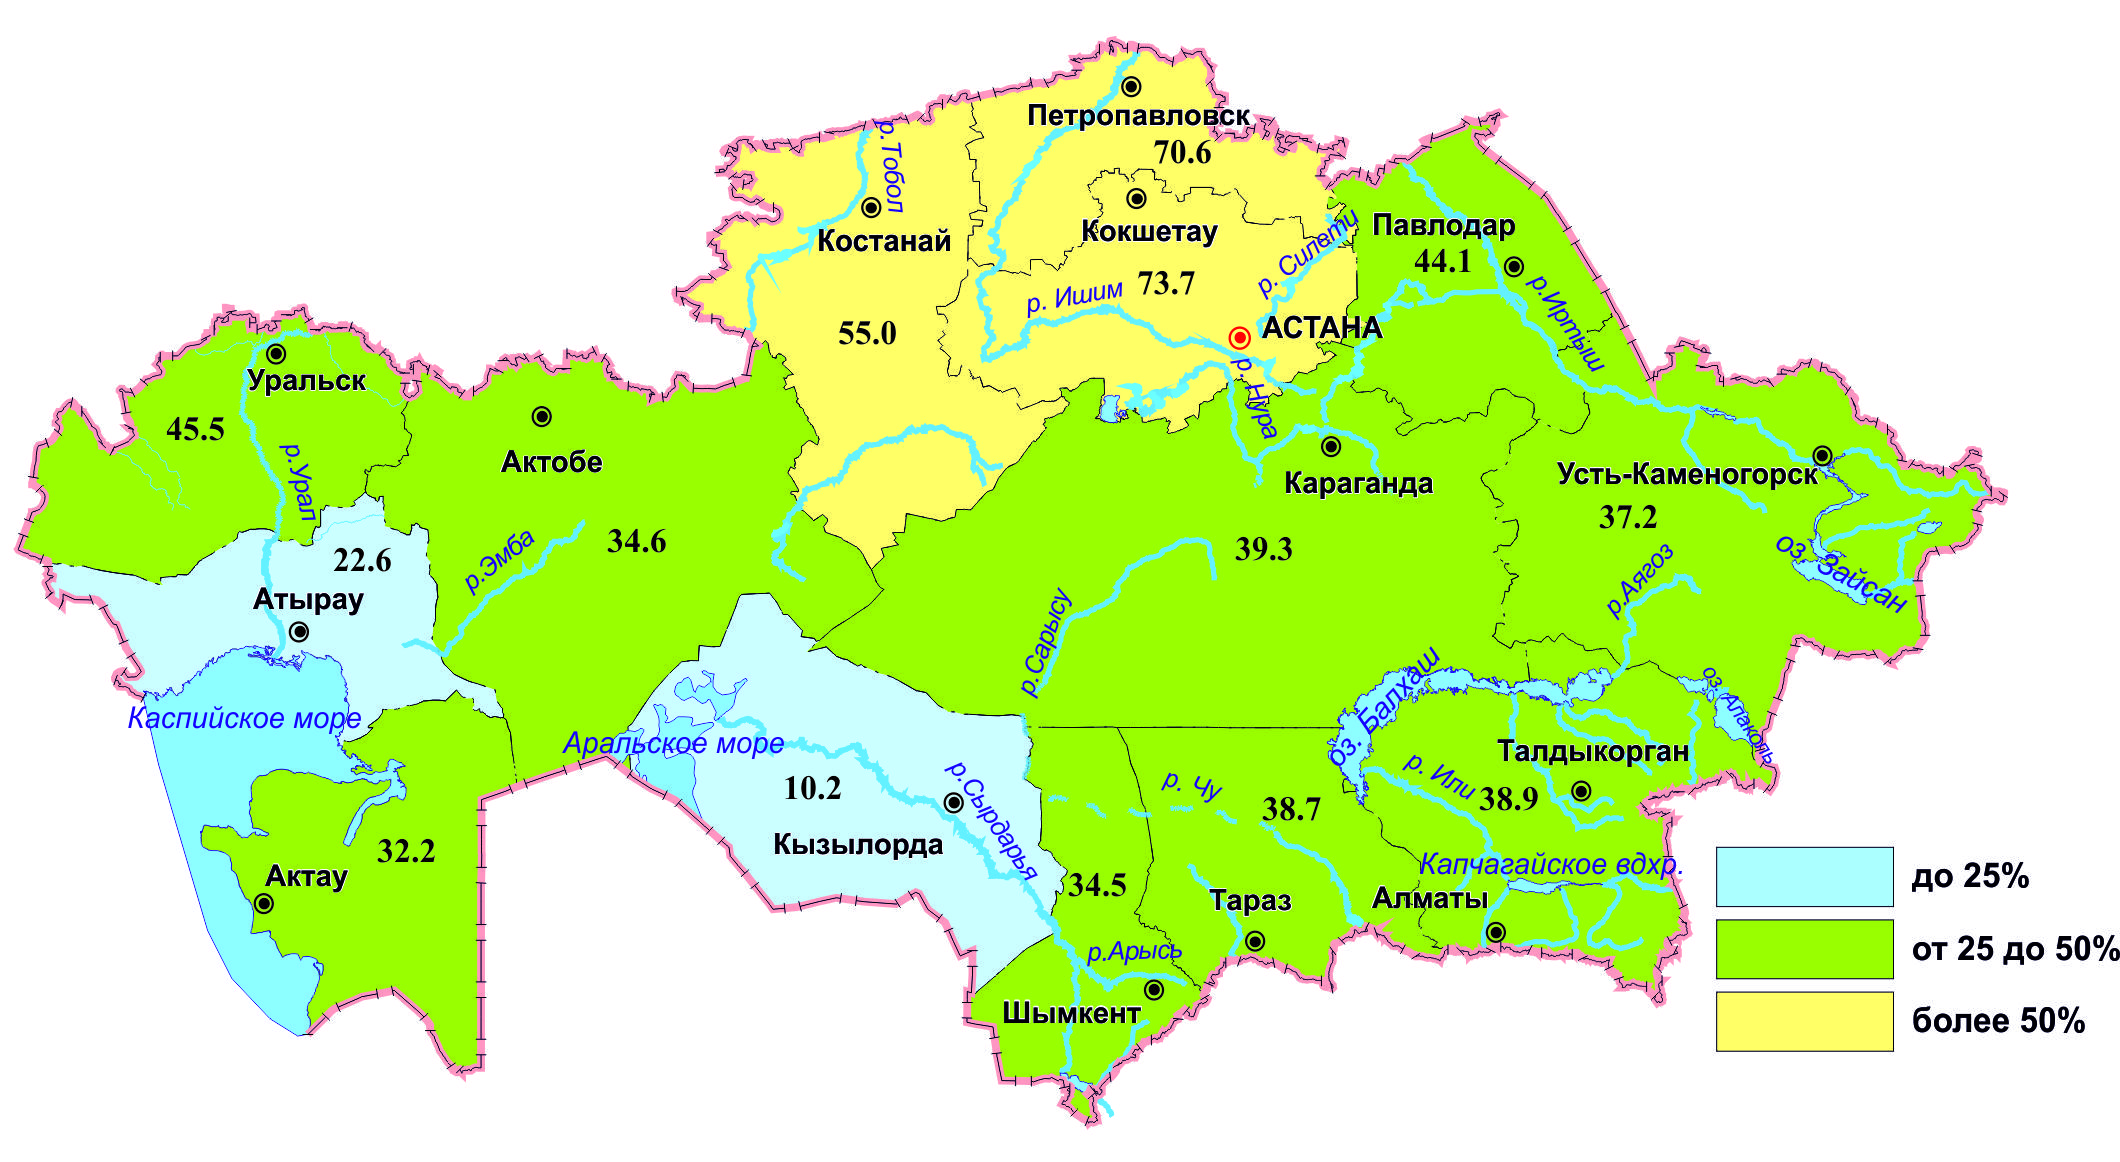 Петропавловск
70.6
р. Тобол
Костанай
55.0
Кокшетау
73.7
р. Ишим
р. Силети
АСТАНА
р. Нура
Павлодар
44.1
р.Иртыш
Уральск
45.5
р.Урал
Актобе
34.6
р.Эмба
22.6
Атырау
Караганда
39.3
р.Сарысу
Усть-Каменогорск
37.2
оз. Зайсан
р.Аягоз
оз. Балхаш
оз. Алаколь
Каспийское море
Аральское море
10.2
Кызылорда
р.Сырдарья
32.2
Актау
34.5
р. Чу
38.7
Тараз
р. Или
Талдыкорган
38.9
Капчагайское вдхр.
Алматы
р.Арысь
Шымкент
до 25%
от 25 до 50%
более 50%